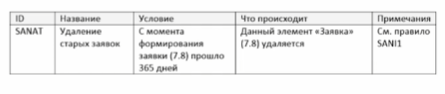 ID Название Условие Что происходит Примечания
SANAT Удаление С момента Данный элемент «Заявка» См. правило
старых заявок формирования (7.8) удаляется SANI1
заявки (7.8) прошло
365 дней